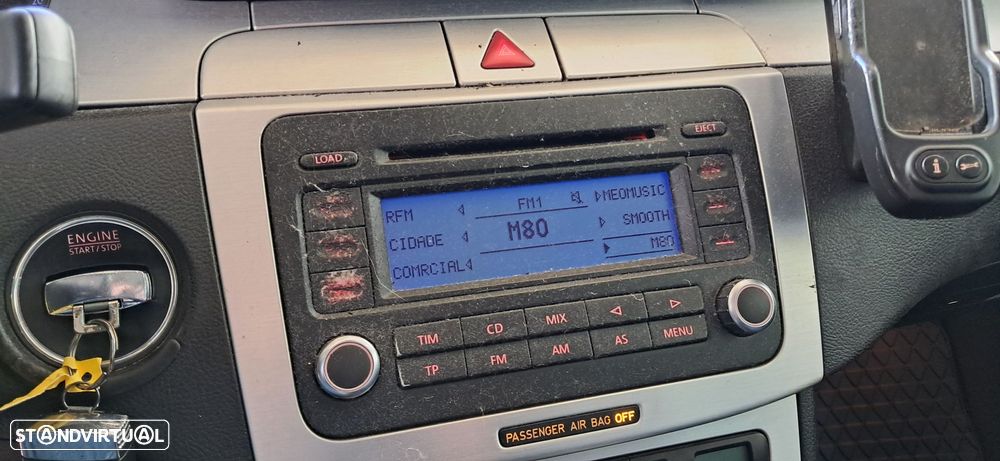 ENGINE
START/STOP
LOAD
EJECT
RFM
FM1
MEOMUSIC
CIDADE
M80
SMOOTH
COMRCIAL
M80
TIM
CD
MIX
TP
FM
AM
AS
MENU
PASSENGER AIR BAG OFF
i
STANDVIRTUAL